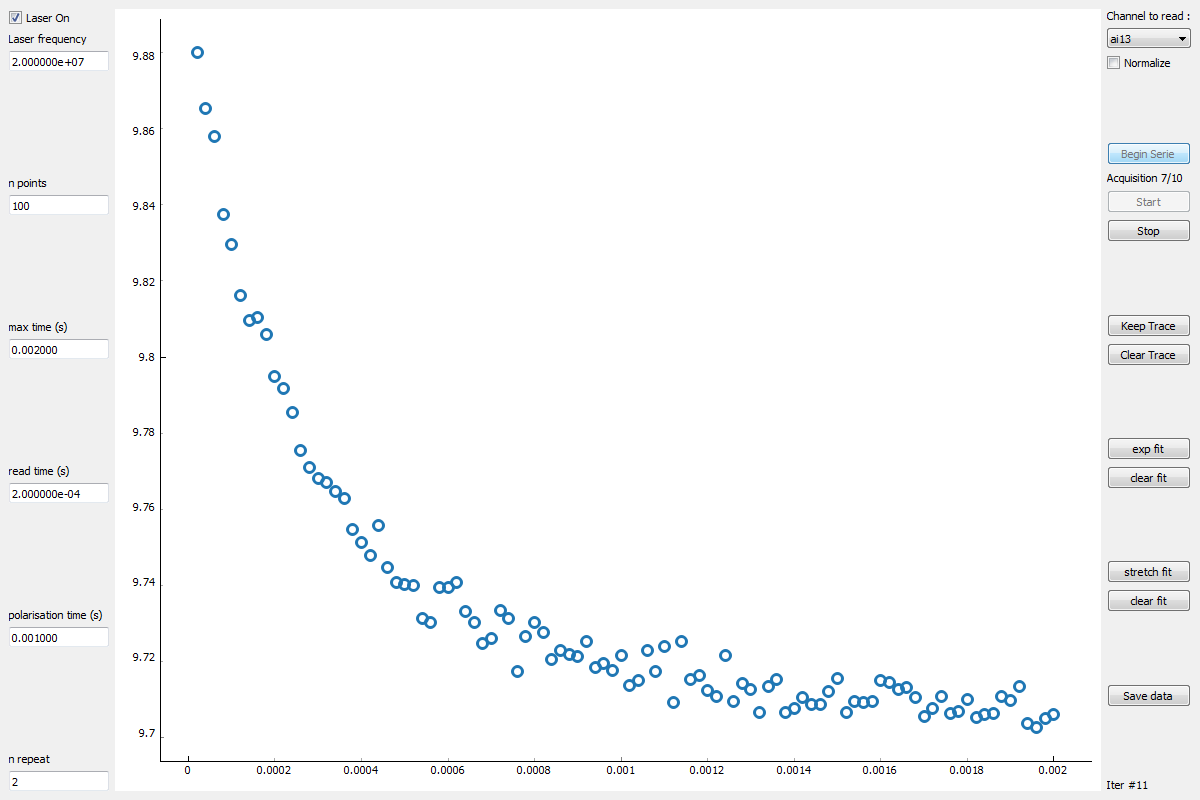 Laser On
Laser frequency
2.000000e+07
n points
100
max time (s)
0.002000
read time (s)
2.000000e-04
polarisation time (s)
0.001000
n repeat
2
9.88
9.86
9.84
9.82
9.8
9.78
9.76
9.74
9.72
9.7
0 0.0002 0.0004 0.0006 0.0008 0.001 0.0012 0.0014 0.0016 0.0018 0.002
Channel to read :
ai13
Normalize
Begin Serie
Acquisition 7/10
Start
Stop
Keep Trace
Clear Trace
exp fit
clear fit
stretch fit
clear fit
Save data
Iter #11